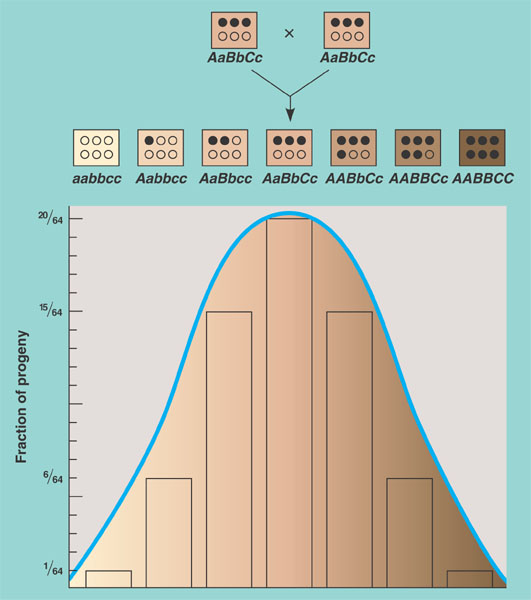 ×
AaBbCc AaBbCc
aabbcc Aabbcc AaBbcc AaBbCc AABbCc AABBCc AABBCC
20/64
15/64
Fraction of progeny
6/64
1/64